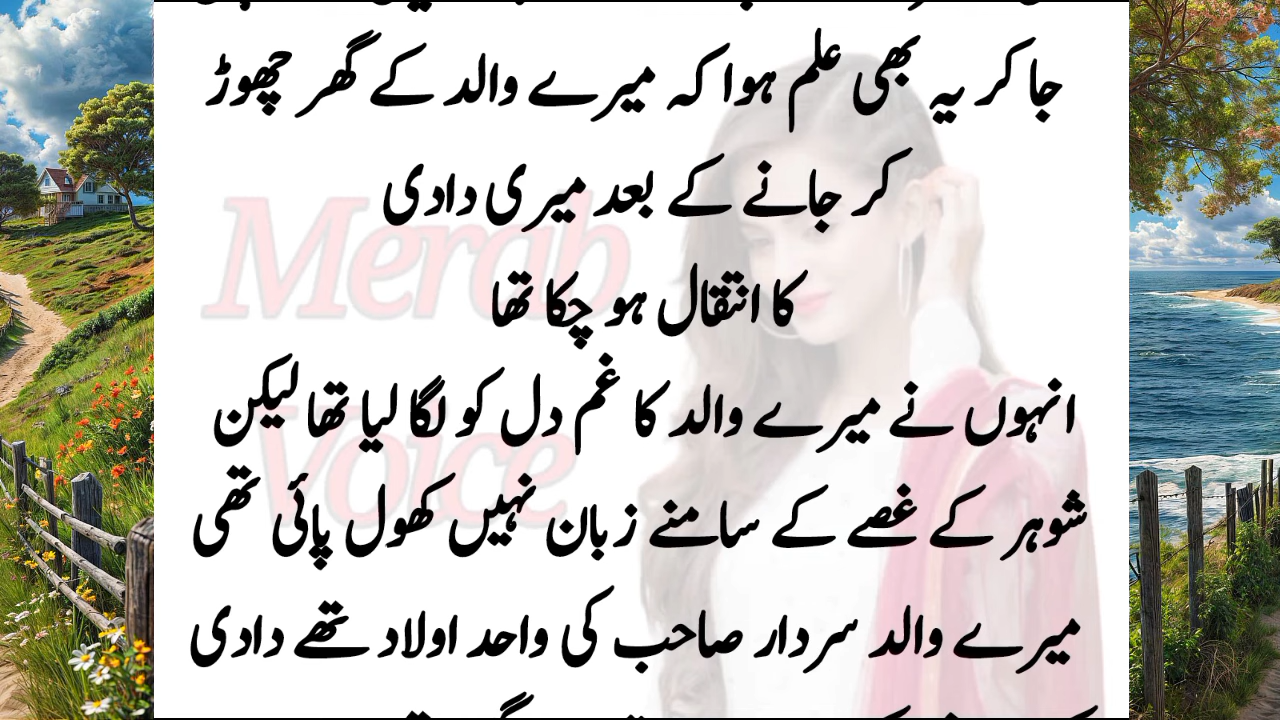 جا کر یہ بھی علم ہوا کہ میرے والد کے گھر چھوڑ
کر جانے کے بعد میری دادی
کا انتقال ہو چکا تھا
انہوں نے میرے والد کا غم دل کو لگا لیا تھا لیکن
شوہر کے غصے کے سامنے زبان نہیں کھول پائی تھی
میرے والد سردار صاحب کی واحد اولاد تھے دادی
Merab
Voice